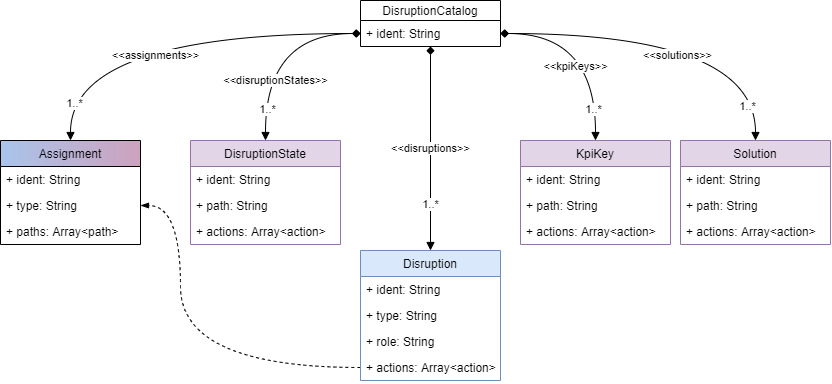 DisruptionCatalog
+ ident: String
<<assignments>>
<<disruptionStates>>
<<kpiKeys>>
<<solutions>>
1..*
1..*
1..*
1..*
<<disruptions>>
1..*
Assignment
+ ident: String
+ type: String
+ paths: Array<path>
DisruptionState
+ ident: String
+ path: String
+ actions: Array<action>
KpiKey
+ ident: String
+ path: String
+ actions: Array<action>
Solution
+ ident: String
+ path: String
+ actions: Array<action>
Disruption
+ ident: String
+ type: String
+ role: String
+ actions: Array<action>